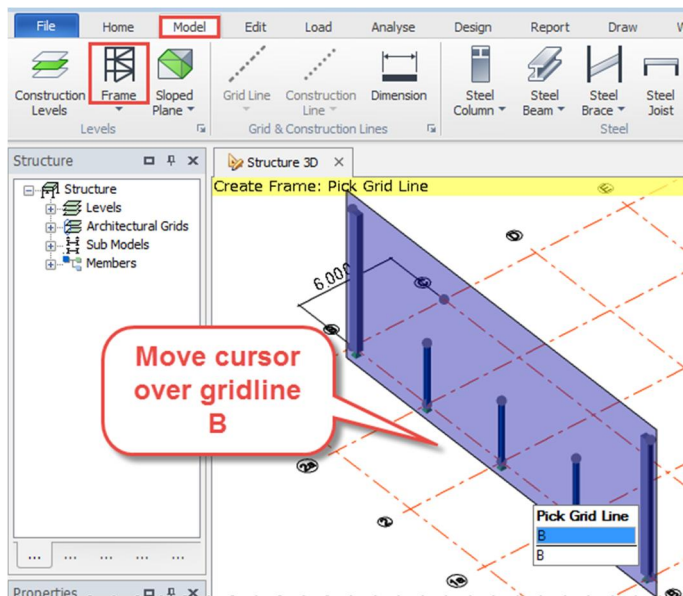 File Home Model Edit Load Analyse Design Report Draw
Construction Levels
Frame
Sloped Plane
Grid Line
Construction Line
Dimension
Steel Column
Steel Beam
Steel Brace
Steel Joist
Levels
Grid & Construction Lines
Steel
Structure
Structure 3D
Create Frame: Pick Grid Line
Structure
Levels
Architectural Grids
Sub Models
Members
E
D
6.000
C
B
Move cursor
over gridline
B
2
Pick Grid Line
B
B
... ... ... ... ...
Properties